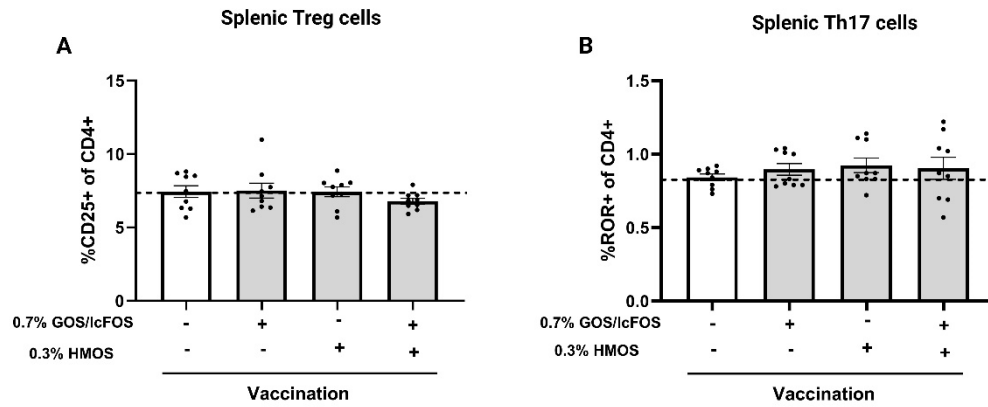 Splenic Treg cells
A
15
10
5
0
%CD25+ of CD4+
0.7% GOS/lcFOS - + - +
0.3% HMOS - - + +
Vaccination
Splenic Th17 cells
B
1.5
1.0
0.5
0.0
%ROR+ of CD4+
0.7% GOS/lcFOS - + - +
0.3% HMOS - - + +
Vaccination